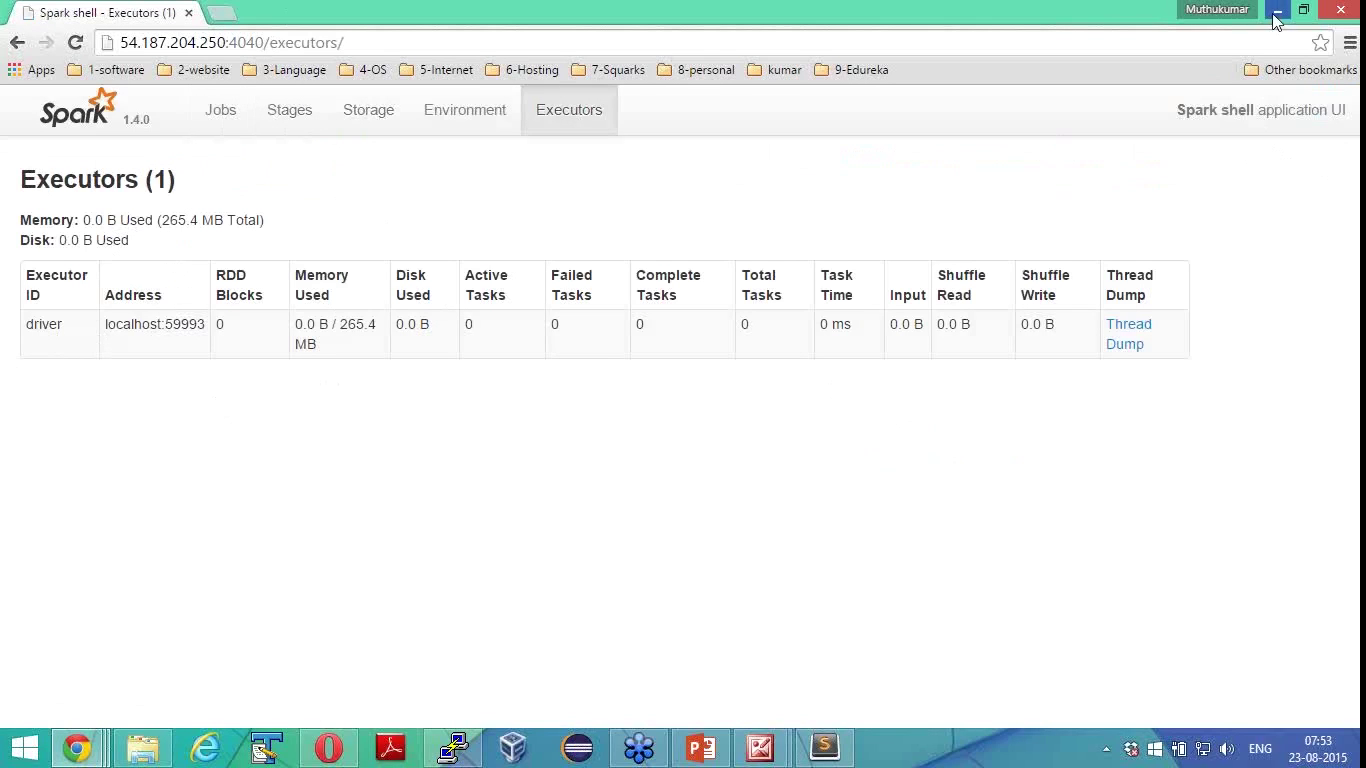 Spark shell - Executors (1)
Muthukumar
54.187.204.250:4040/executors/
Apps 1-software 2-website 3-Language 4-OS 5-Internet 6-Hosting 7-Squarks 8-personal kumar 9-Edureka Other bookmarks
Spark 1.4.0 Jobs Stages Storage Environment Executors Spark shell application UI
Executors (1)
Memory: 0.0 B Used (265.4 MB Total)
Disk: 0.0 B Used
Executor ID Address RDD Blocks Memory Used Disk Used Active Tasks Failed Tasks Complete Tasks Total Tasks Task Time Input Shuffle Read Shuffle Write Thread Dump
driver localhost:59993 0 0.0 B / 265.4 MB 0.0 B 0 0 0 0 0 ms 0.0 B 0.0 B 0.0 B Thread Dump
ENG 07:53
23-08-2015